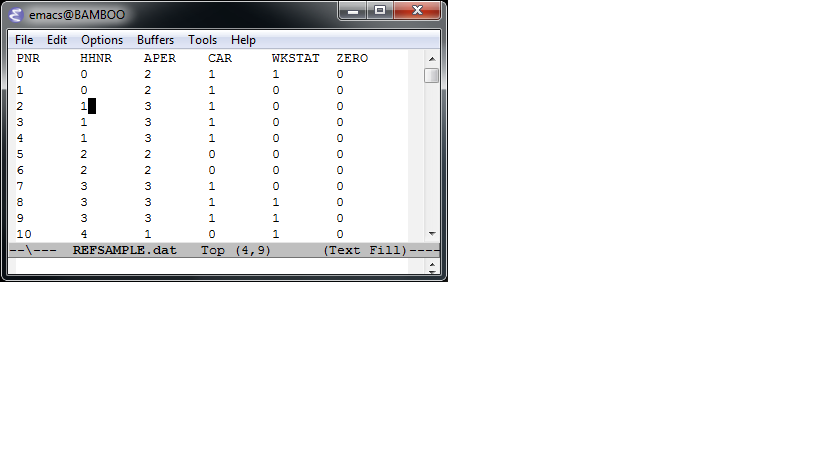 emacs@BAMBOO
File Edit Options Buffers Tools Help
PNR HHNR APER CAR WKSTAT ZERO
0 0 2 1 1 0
1 0 2 1 0 0
2 1 3 1 0 0
3 1 3 1 0 0
4 1 3 1 0 0
5 2 2 0 0 0
6 2 2 0 0 0
7 3 3 1 0 0
8 3 3 1 1 0
9 3 3 1 1 0
10 4 1 0 1 0
--\--- REFSAMPLE.dat Top (4,9) (Text Fill)----